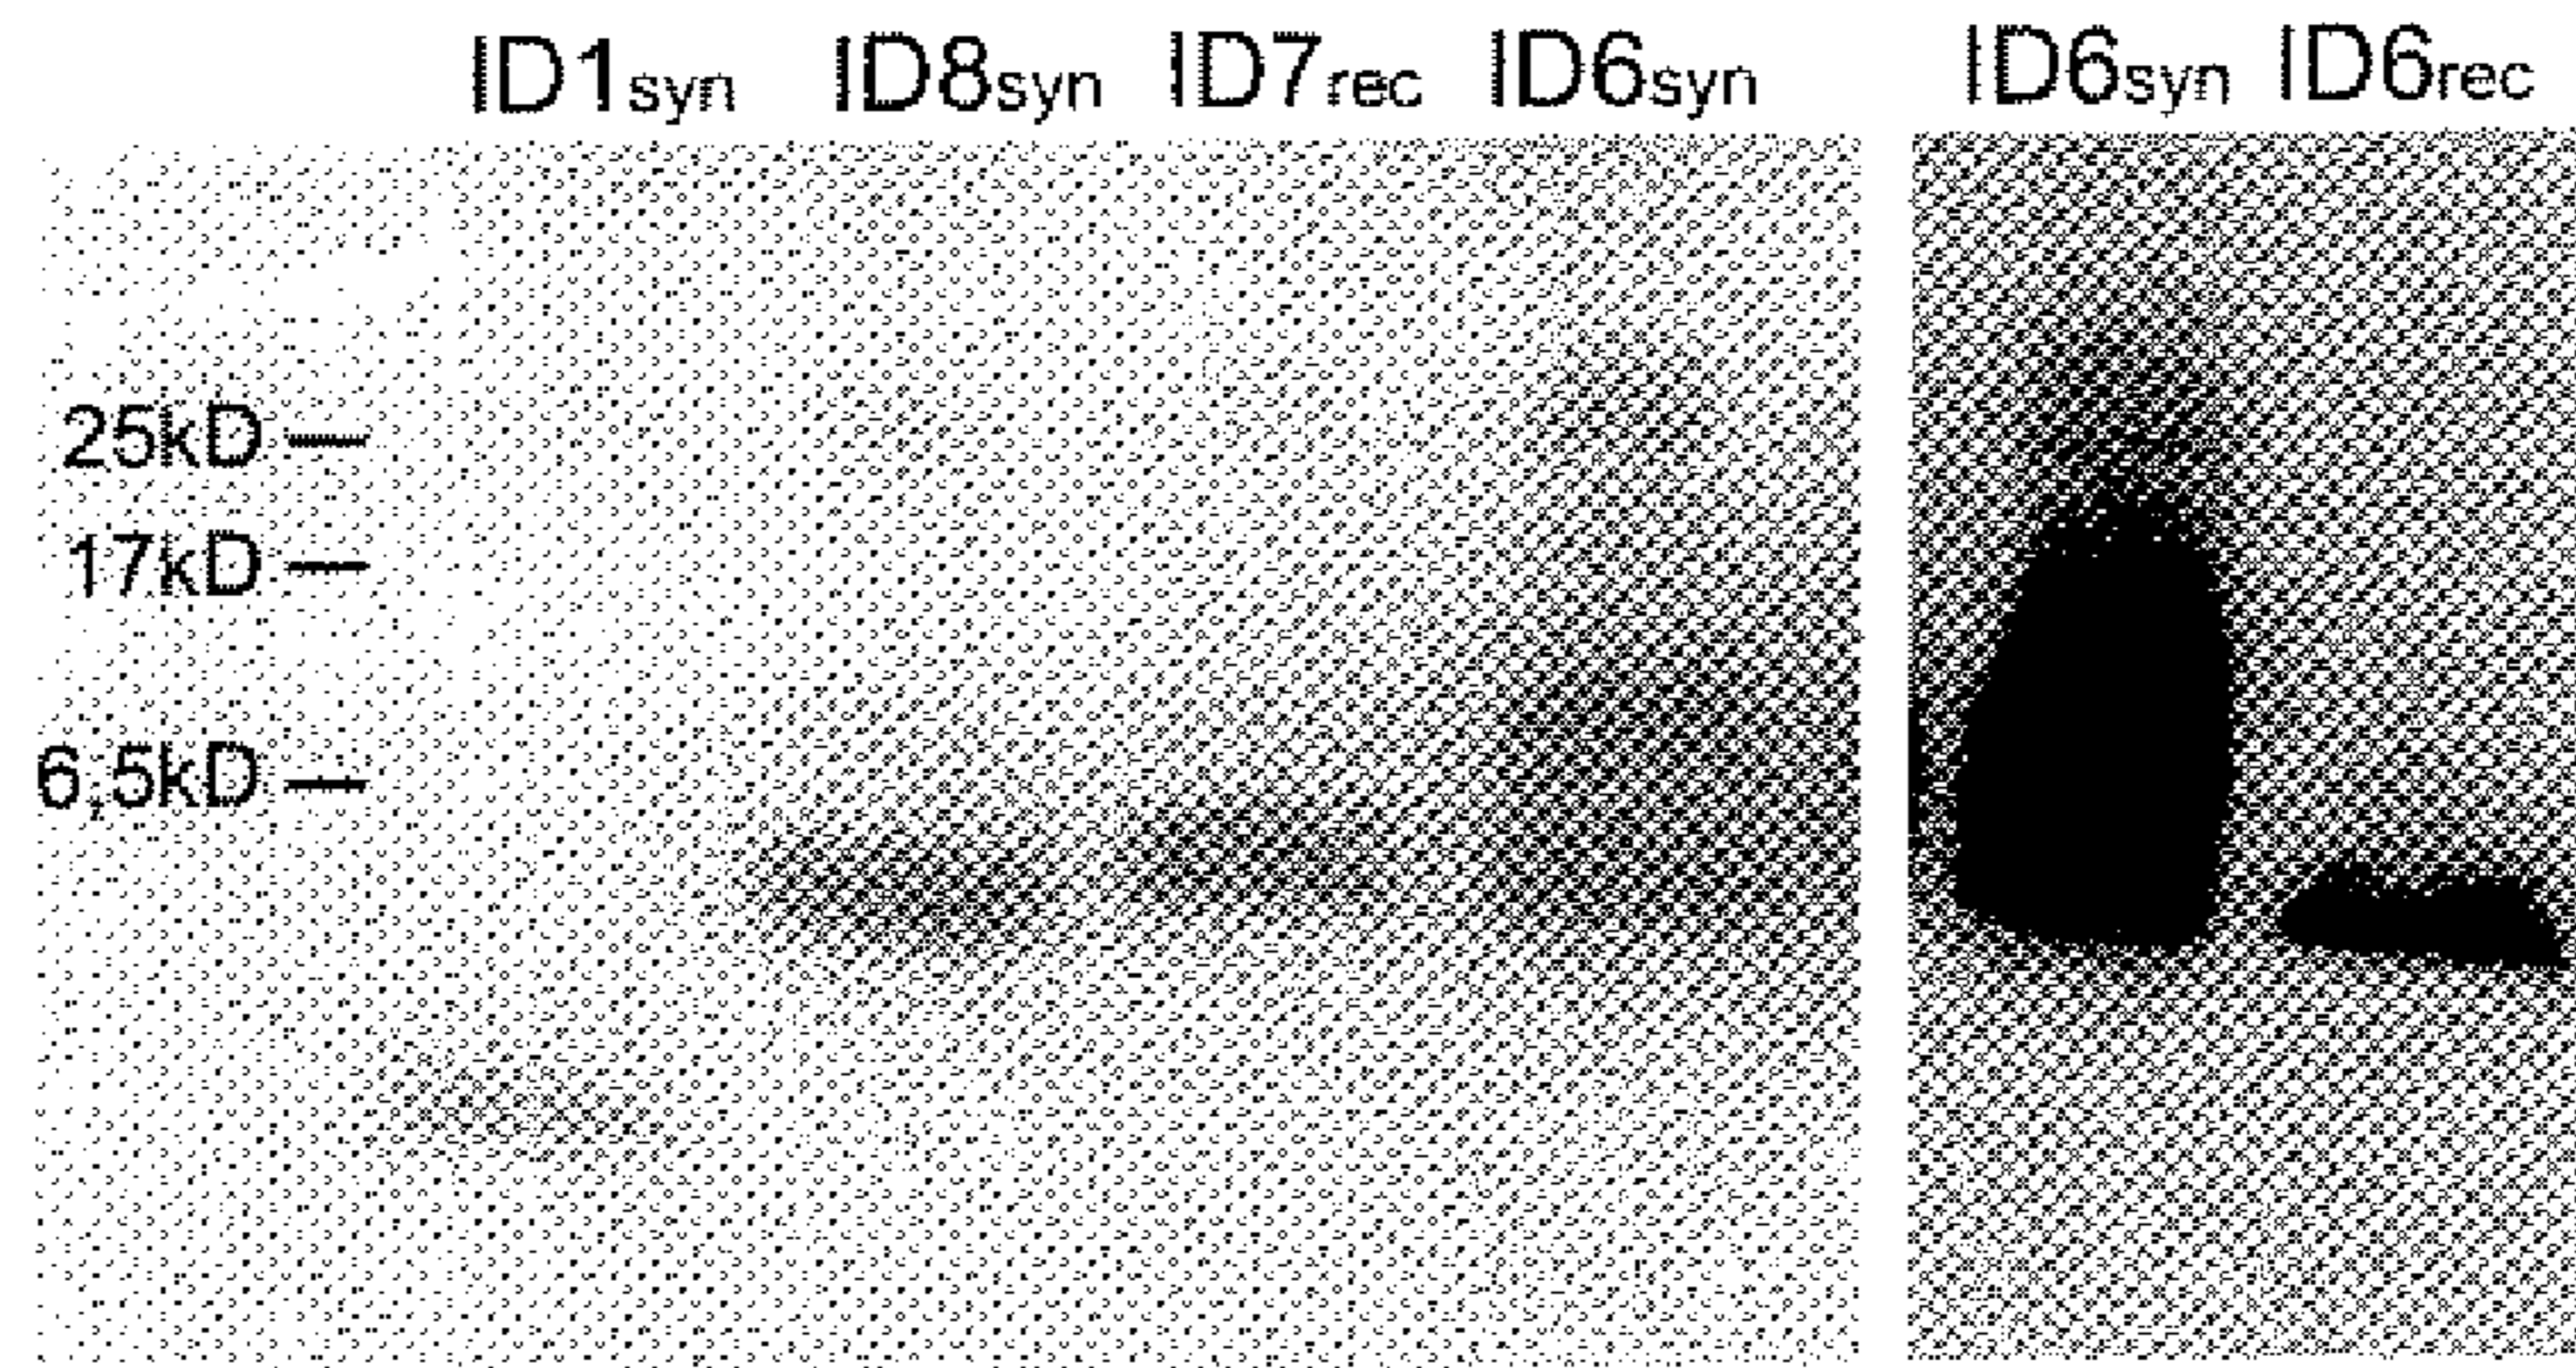 ID1syn ID8syn ID7rec ID6syn ID6syn ID6rec
25kD
17kD
6,5kD